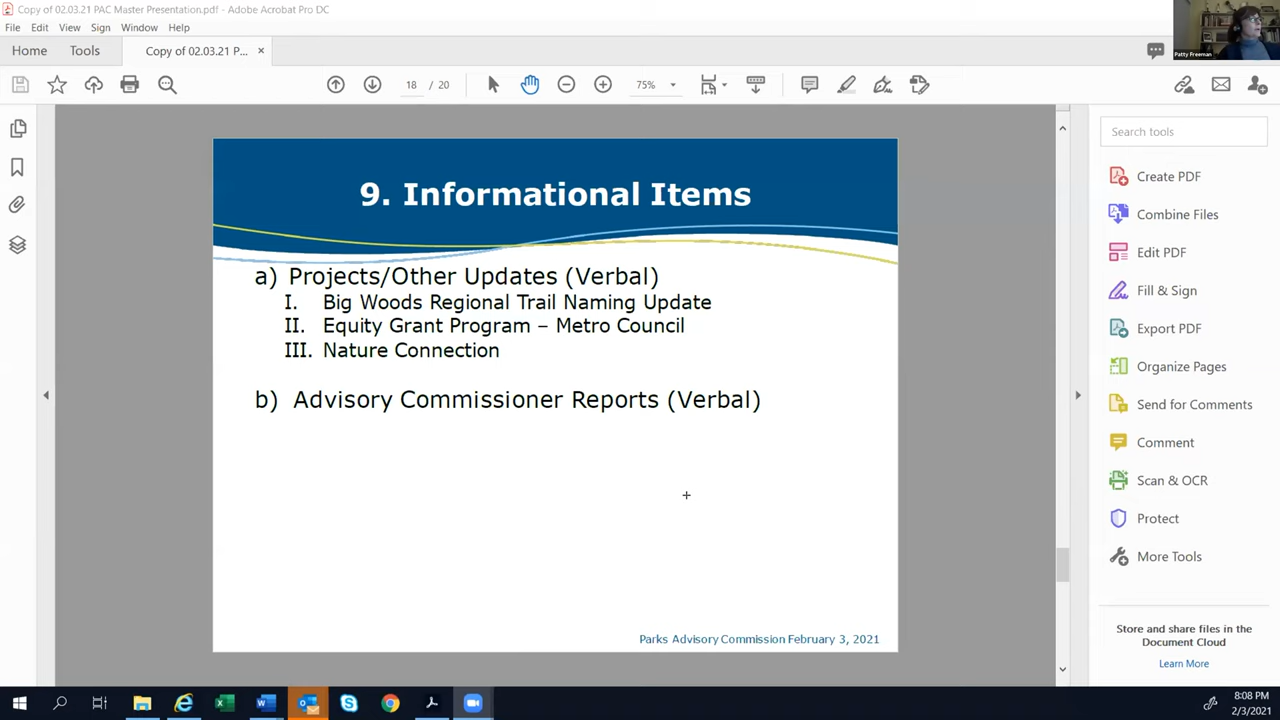 Copy of 02.03.21 PAC Master Presentation.pdf - Adobe Acrobat Pro DC
File Edit View Sign Window Help
Home Tools Copy of 02.03.21 P... ×
Patty Freeman
18 / 20 75%
Search tools
Create PDF
Combine Files
Edit PDF
Fill & Sign
Export PDF
Organize Pages
Send for Comments
Comment
Scan & OCR
Protect
More Tools
Store and share files in the
Document Cloud
Learn More
9. Informational Items
a) Projects/Other Updates (Verbal)
I. Big Woods Regional Trail Naming Update
II. Equity Grant Program – Metro Council
III. Nature Connection
b) Advisory Commissioner Reports (Verbal)
Parks Advisory Commission February 3, 2021
8:08 PM
2/3/2021